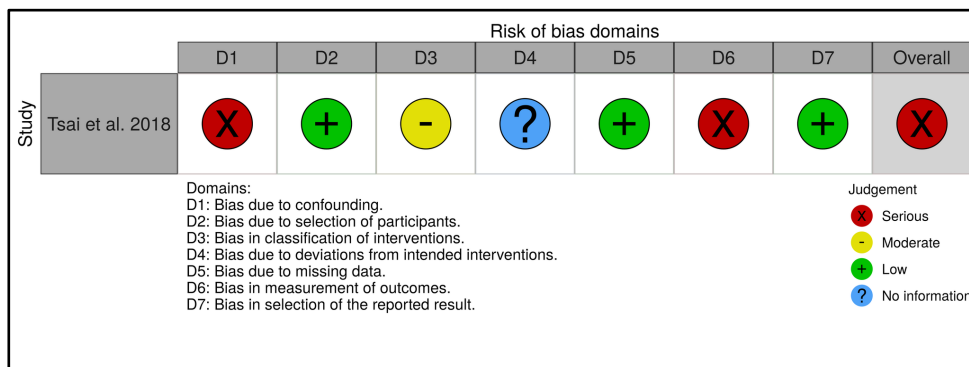 Risk of bias domains
D1 D2 D3 D4 D5 D6 D7 Overall
Study
Tsai et al. 2018 X + - ? + X + X
Domains:
D1: Bias due to confounding.
D2: Bias due to selection of participants.
D3: Bias in classification of interventions.
D4: Bias due to deviations from intended interventions.
D5: Bias due to missing data.
D6: Bias in measurement of outcomes.
D7: Bias in selection of the reported result.
Judgement
X Serious
- Moderate
+ Low
? No information